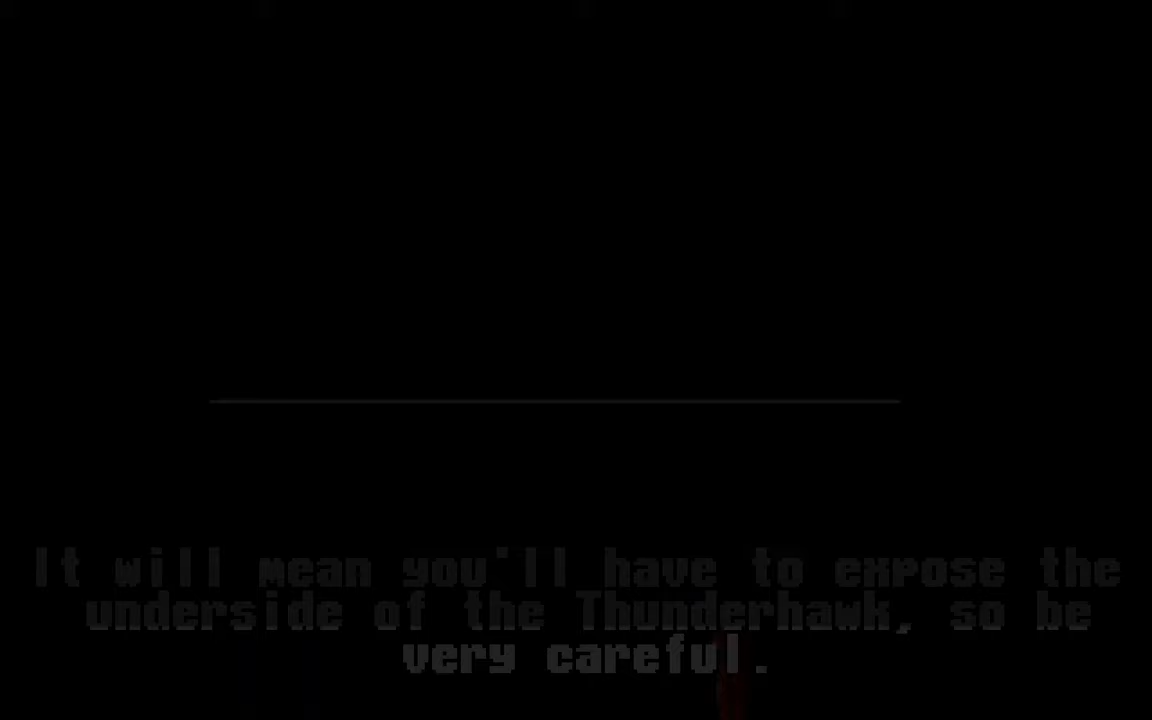 It will mean you'll have to expose the
underside of the Thunderhawk, so be
very careful.